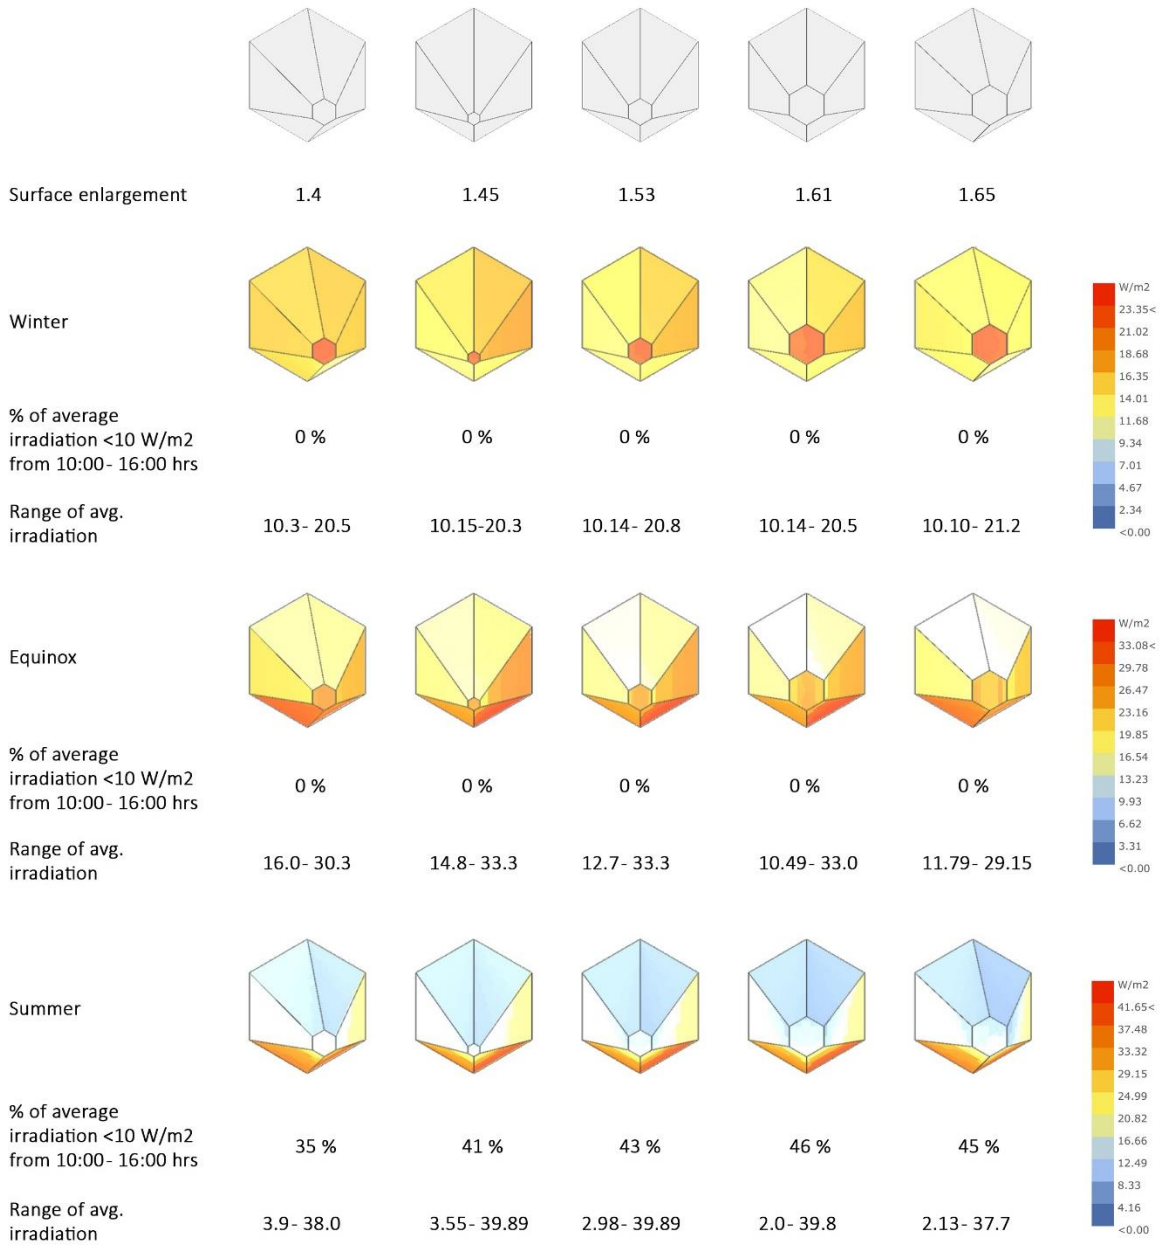 Surface enlargement 1.4 1.45 1.53 1.61 1.65
Winter
W/m2
23.35<
21.02
18.68
16.35
14.01
11.68
9.34
7.01
4.67
2.34
<0.00
% of average
irradiation <10 W/m2
from 10:00- 16:00 hrs
0 % 0 % 0 % 0 % 0 %
Range of avg.
irradiation
10.3- 20.5 10.15-20.3 10.14- 20.8 10.14- 20.5 10.10- 21.2
Equinox
W/m2
33.08<
29.78
26.47
23.16
19.85
16.54
13.23
9.93
6.62
3.31
<0.00
% of average
irradiation <10 W/m2
from 10:00- 16:00 hrs
0 % 0 % 0 % 0 % 0 %
Range of avg.
irradiation
16.0- 30.3 14.8- 33.3 12.7- 33.3 10.49- 33.0 11.79- 29.15
Summer
W/m2
41.65<
37.48
33.32
29.15
24.99
20.82
16.66
12.49
8.33
4.16
<0.00
% of average
irradiation <10 W/m2
from 10:00- 16:00 hrs
35 % 41 % 43 % 46 % 45 %
Range of avg.
irradiation
3.9- 38.0 3.55- 39.89 2.98- 39.89 2.0- 39.8 2.13- 37.7